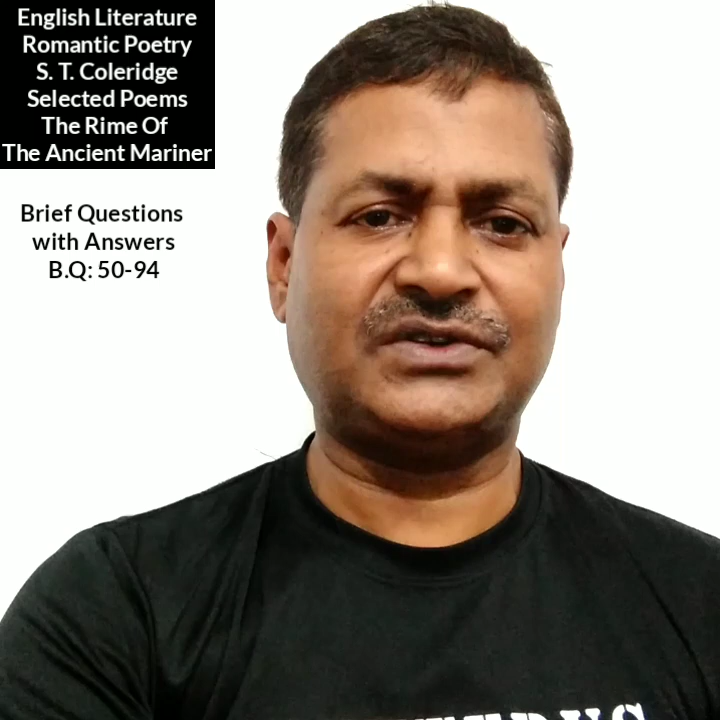 English Literature
Romantic Poetry
S. T. Coleridge
Selected Poems
The Rime Of
The Ancient Mariner
Brief Questions
with Answers
B.Q: 50-94